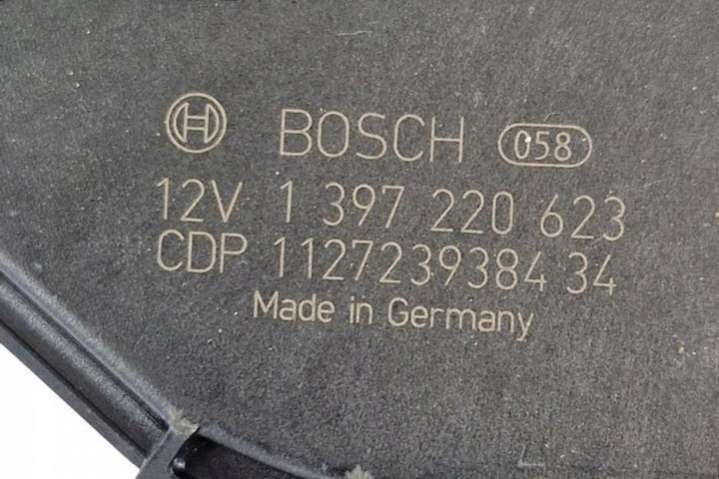 BOSCH 058
12V 1 397 220 623
CDP 1127239384 34
Made in Germany